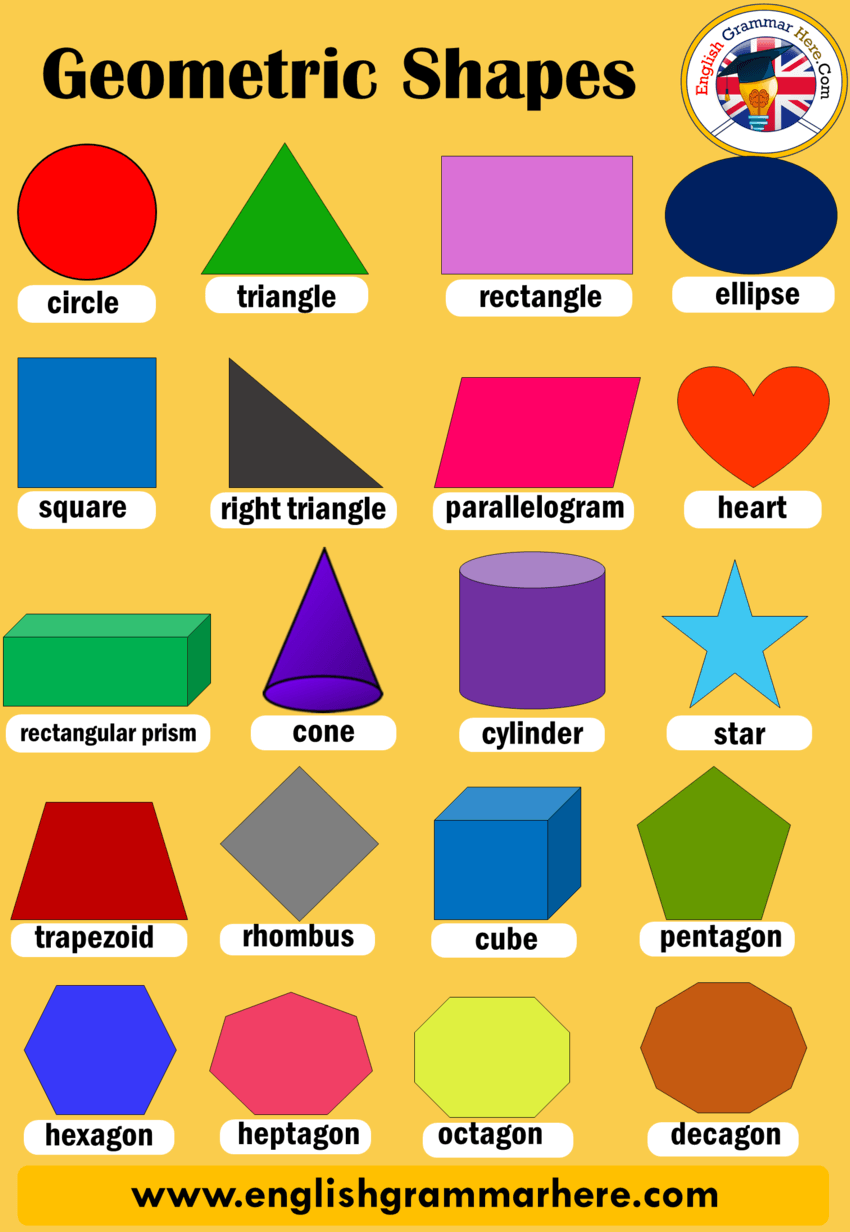 Geometric Shapes
English Grammar Here.Com
circle
triangle
rectangle
ellipse
square
right triangle
parallelogram
heart
rectangular prism
cone
cylinder
star
trapezoid
rhombus
cube
pentagon
hexagon
heptagon
octagon
decagon
www.englishgrammarhere.com